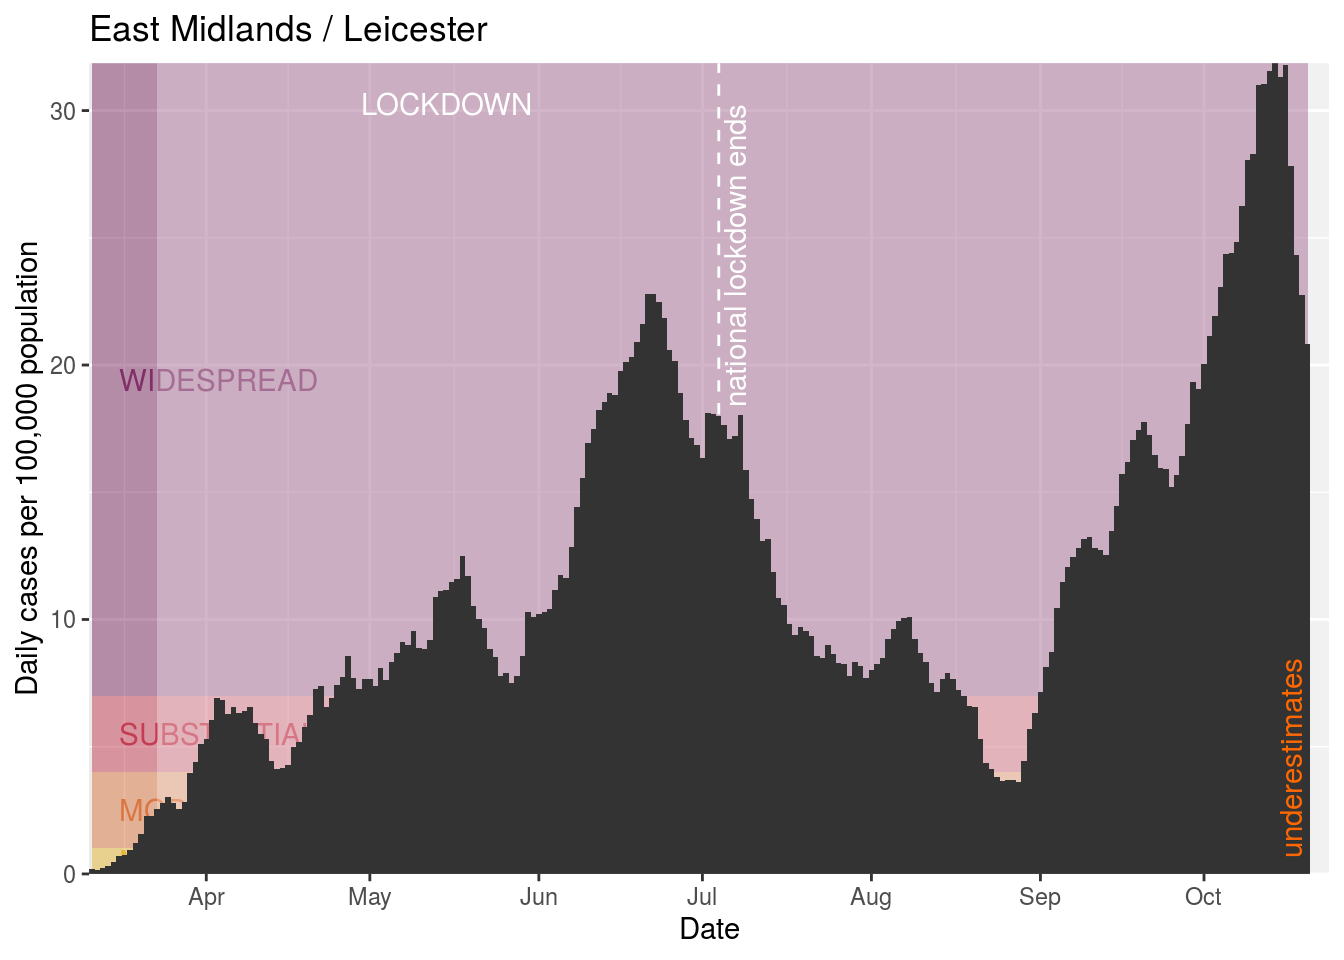 East Midlands / Leicester
Daily cases per 100,000 population
30
20
10
0
LOCKDOWN
national lockdown ends
WIDESPREAD
underestimates
Apr
May
Jun
Jul
Aug
Sep
Oct
Date